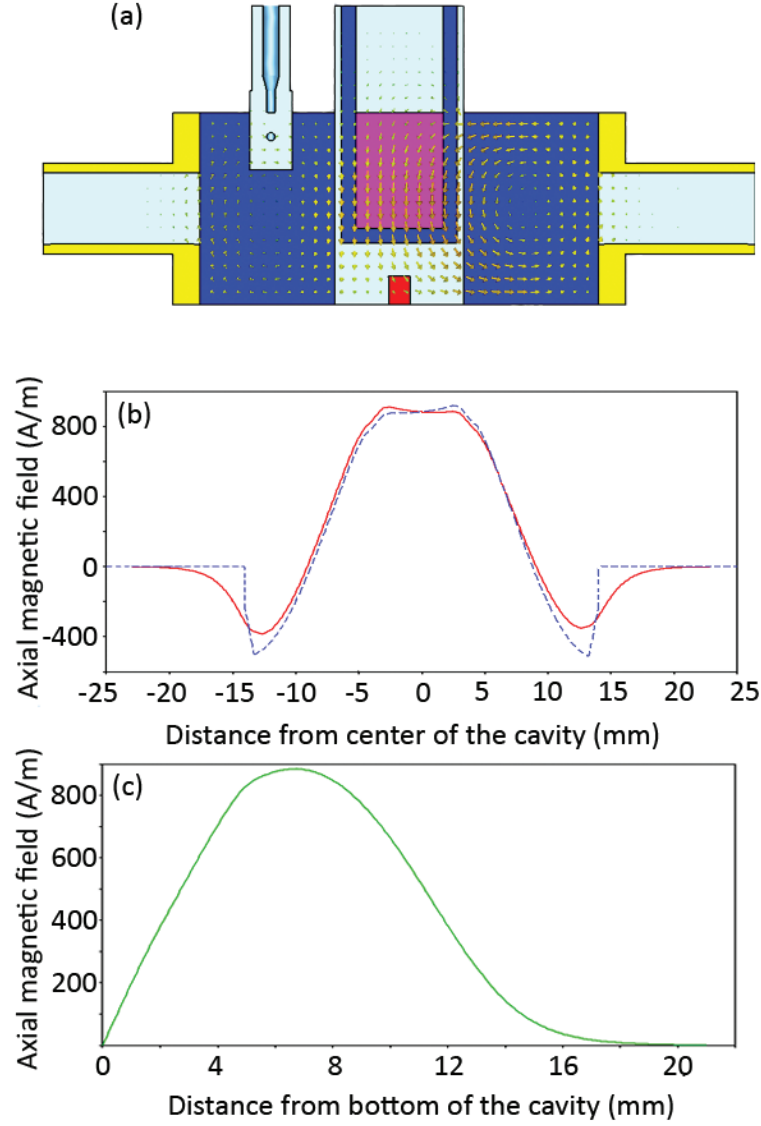 (a)
(b)
Axial magnetic field (A/m)
800
400
0
-400
-25 -20 -15 -10 -5 0 5 10 15 20 25
Distance from center of the cavity (mm)
(c)
Axial magnetic field (A/m)
800
600
400
200
0 4 8 12 16 20
Distance from bottom of the cavity (mm)